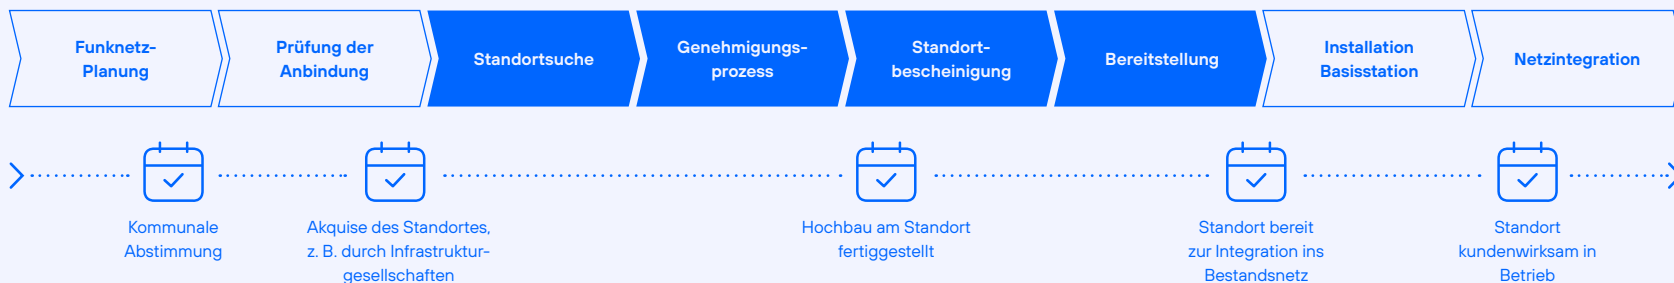 Funknetz-
Planung
Prüfung der
Anbindung
Standortsuche
Genehmigungs-
prozess
Standort-
bescheinigung
Bereitstellung
Installation
Basisstation
Netzintegration
Kommunale
Abstimmung
Akquise des Standortes,
z. B. durch Infrastruktur-
gesellschaften
Hochbau am Standort
fertiggestellt
Standort bereit
zur Integration ins
Bestandsnetz
Standort
kundenwirksam in
Betrieb